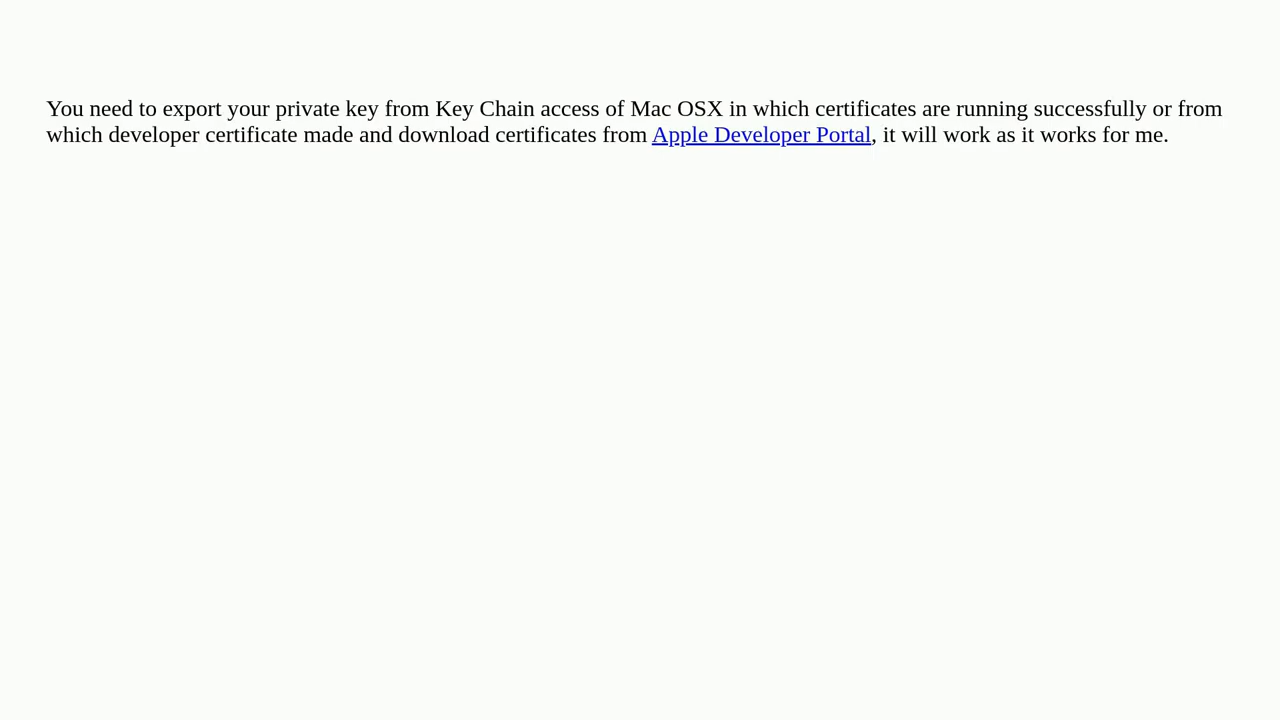 You need to export your private key from Key Chain access of Mac OSX in which certificates are running successfully or from
which developer certificate made and download certificates from Apple Developer Portal, it will work as it works for me.